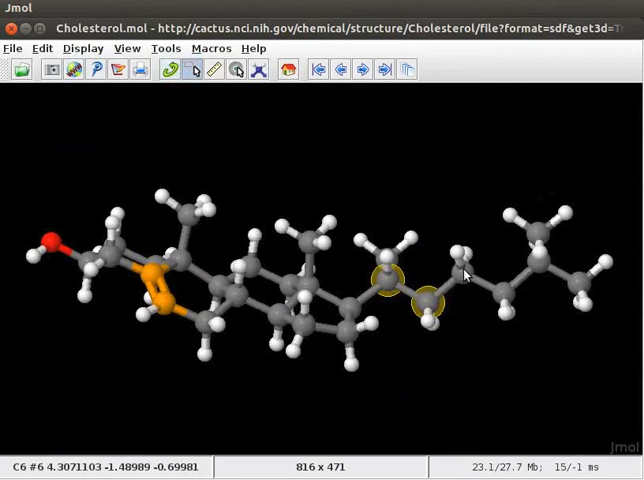 Jmol
Cholesterol.mol - http://cactus.nci.nih.gov/chemical/structure/Cholesterol/file?format=sdf&get3d=
File Edit Display View Tools Macros Help
Jmol
C6 #6 4.3071103 -1.48989 -0.69981 816 x 471 23.1/27.7 Mb; 15/-1 ms